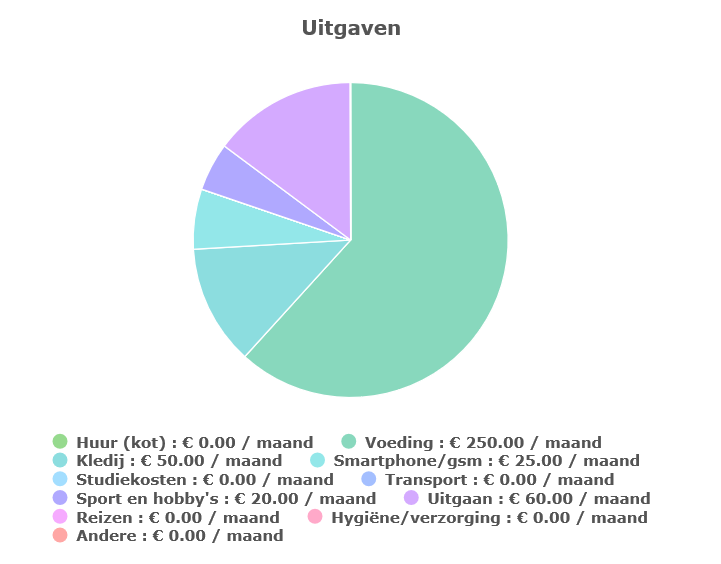 Uitgaven
Huur (kot) : € 0.00 / maand Voeding : € 250.00 / maand
Kledij : € 50.00 / maand Smartphone/gsm : € 25.00 / maand
Studiekosten : € 0.00 / maand Transport : € 0.00 / maand
Sport en hobby's : € 20.00 / maand Uitgaan : € 60.00 / maand
Reizen : € 0.00 / maand Hygiëne/verzorging : € 0.00 / maand
Andere : € 0.00 / maand